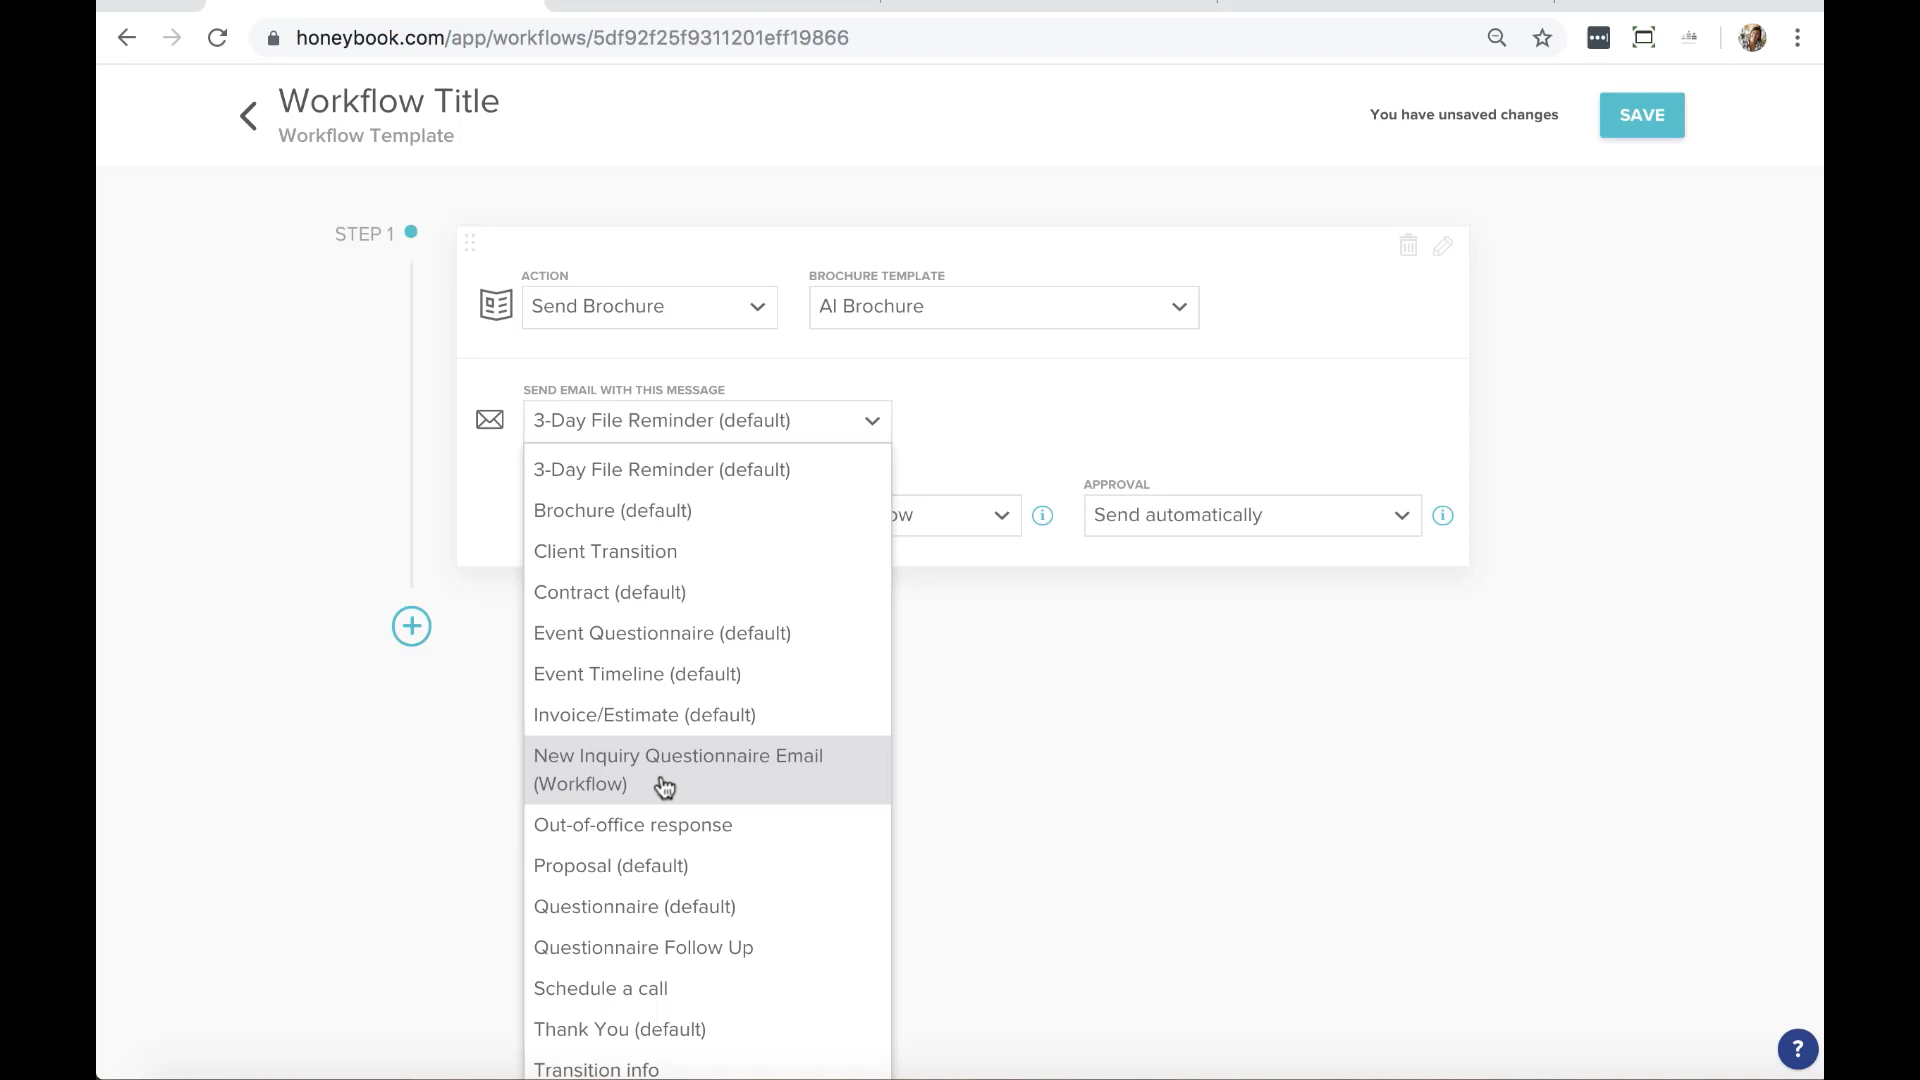 honeybook.com/app/workflows/5df92f25f9311201eff19866
Workflow Title
Workflow Template
You have unsaved changes
SAVE
STEP 1
ACTION
BROCHURE TEMPLATE
Send Brochure
AI Brochure
SEND EMAIL WITH THIS MESSAGE
3-Day File Reminder (default)
3-Day File Reminder (default)
Brochure (default)
Client Transition
Contract (default)
Event Questionnaire (default)
Event Timeline (default)
Invoice/Estimate (default)
New Inquiry Questionnaire Email
(Workflow)
Out-of-office response
Proposal (default)
Questionnaire (default)
Questionnaire Follow Up
Schedule a call
Thank You (default)
Transition info
APPROVAL
Send automatically
?